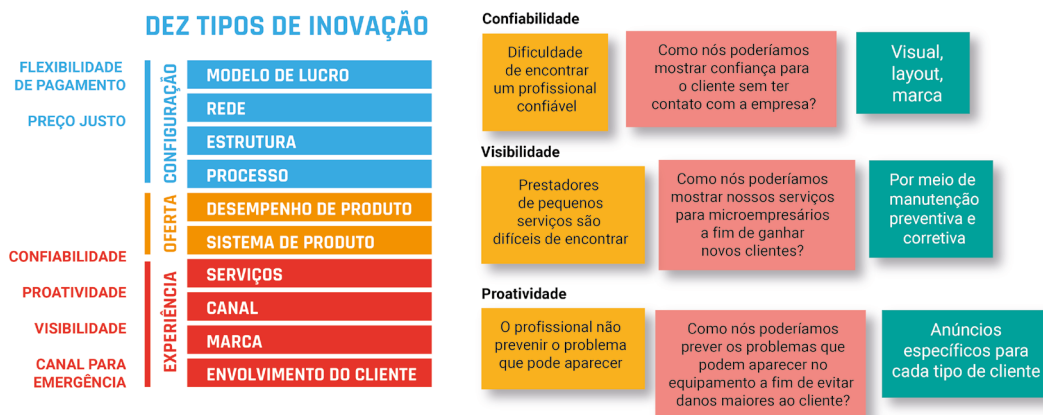 DEZ TIPOS DE INOVAÇÃO
FLEXIBILIDADE
DE PAGAMENTO
PREÇO JUSTO
CONFIGURAÇÃO
MODELO DE LUCRO
REDE
ESTRUTURA
PROCESSO
OFERTA
DESEMPENHO DE PRODUTO
SISTEMA DE PRODUTO
CONFIABILIDADE
PROATIVIDADE
VISIBILIDADE
CANAL PARA
EMERGÊNCIA
EXPERIÊNCIA
SERVIÇOS
CANAL
MARCA
ENVOLVIMENTO DO CLIENTE
Confiabilidade
Dificuldade
de encontrar
um profissional
confiável
Como nós poderíamos
mostrar confiança para
o cliente sem ter
contato com a empresa?
Visual,
layout,
marca
Visibilidade
Prestadores
de pequenos
serviços são
difíceis de encontrar
Como nós poderíamos
mostrar nossos serviços
para microempresários
a fim de ganhar
novos clientes?
Por meio de
manutenção
preventiva e
corretiva
Proatividade
O profissional não
prevenir o problema
que pode aparecer
Como nós poderíamos
prever os problemas que
podem aparecer no
equipamento a fim de evitar
danos maiores ao cliente?
Anúncios
específicos para
cada tipo de cliente